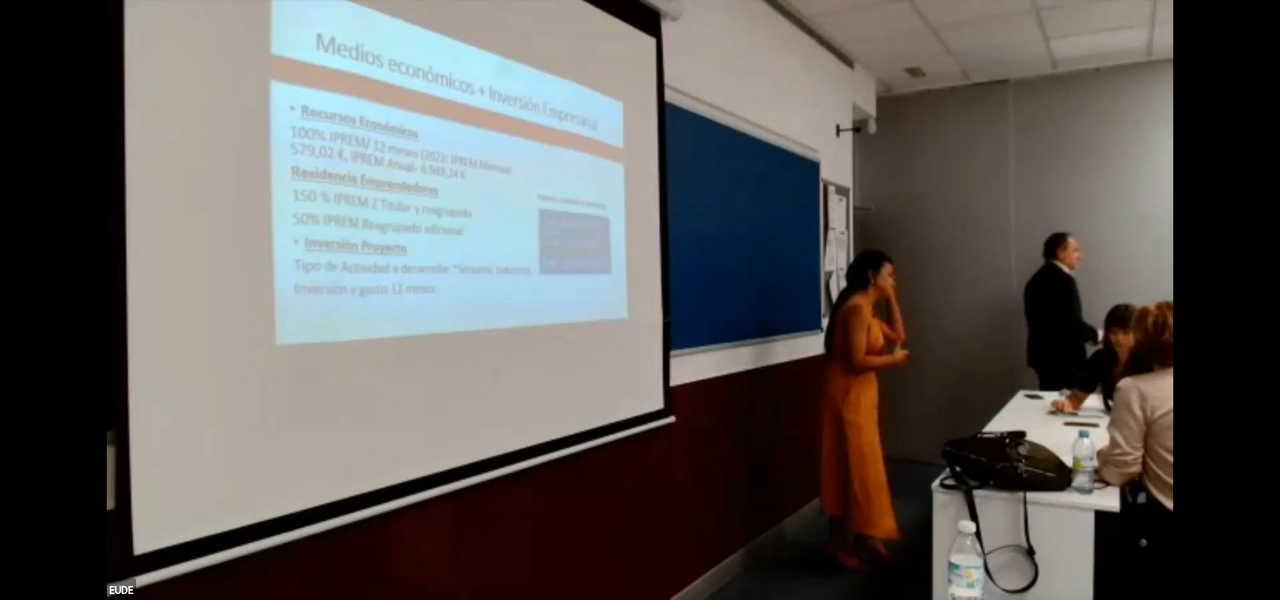 Medios económicos + Inversión Empresarial
• Recursos Económicos
100% IPREM/ 12 meses (2022: IPREM Mensual
579,02 €, IPREM Anual- 6.948,24 €
Residencia Emprendedores
150 % IPREM 2 Titular y reagrupado
50% IPREM Reagrupado adicional
• Inversión Proyecto
Tipo de Actividad a desarrollar "Servicios, Industria,
Inversión y gasto 12 meses
EUDE